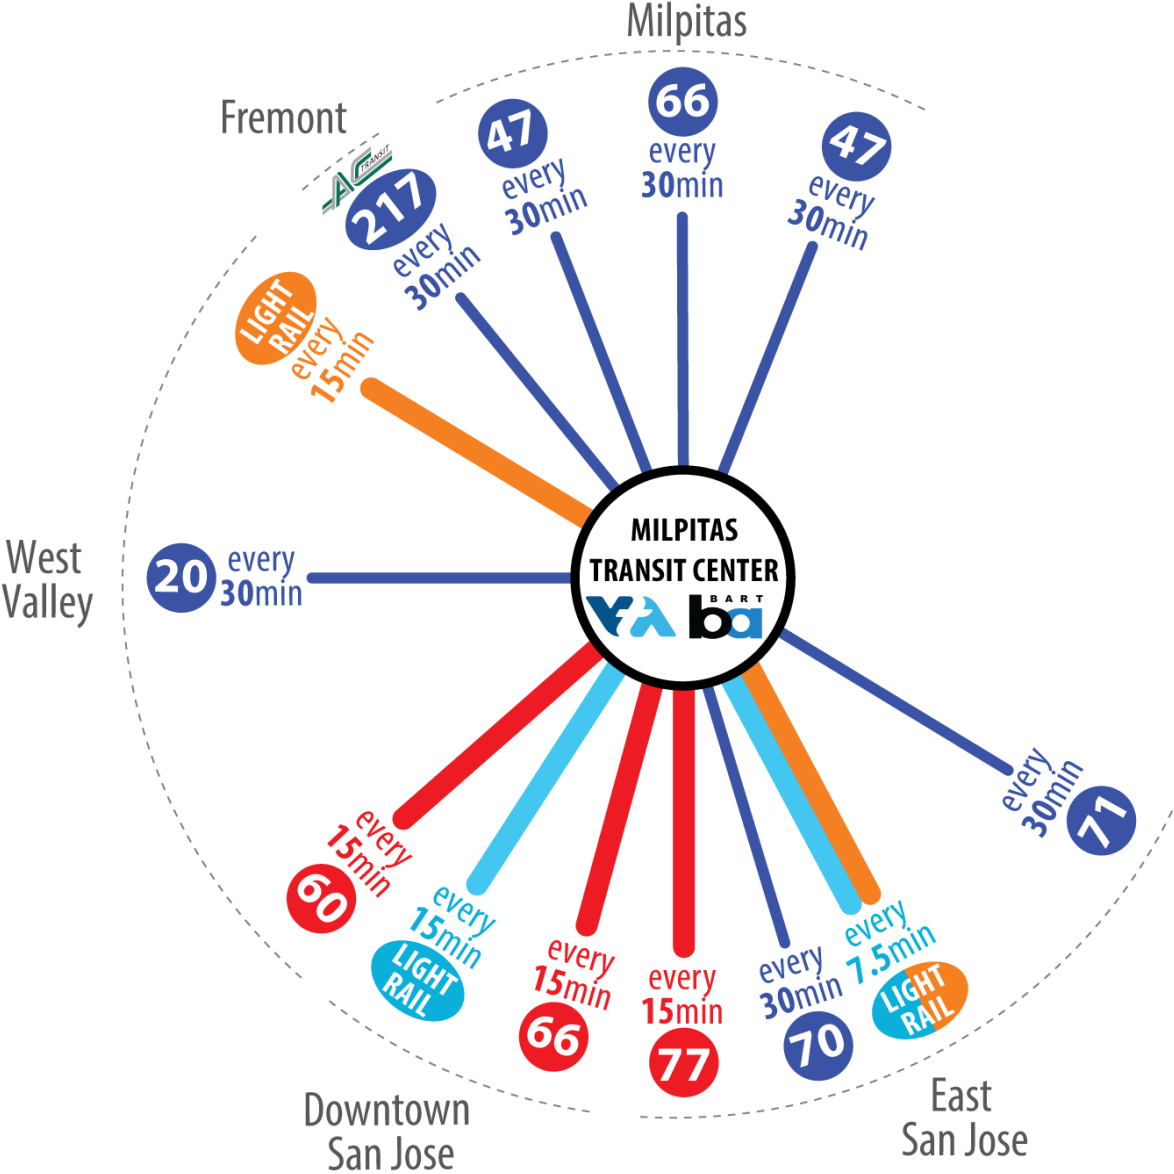 Milpitas
66
every
30min
47
every
30min
47
every
30min
Fremont
AC TRANSIT
217
every
30min
LIGHT
RAIL
every
15min
West
Valley
20
every
30min
MILPITAS
TRANSIT CENTER
VTA
BART
ba
every
30min
71
every
15min
60
every
15min
LIGHT
RAIL
every
15min
66
every
15min
77
every
30min
70
every
7.5min
LIGHT
RAIL
Downtown
San Jose
East
San Jose